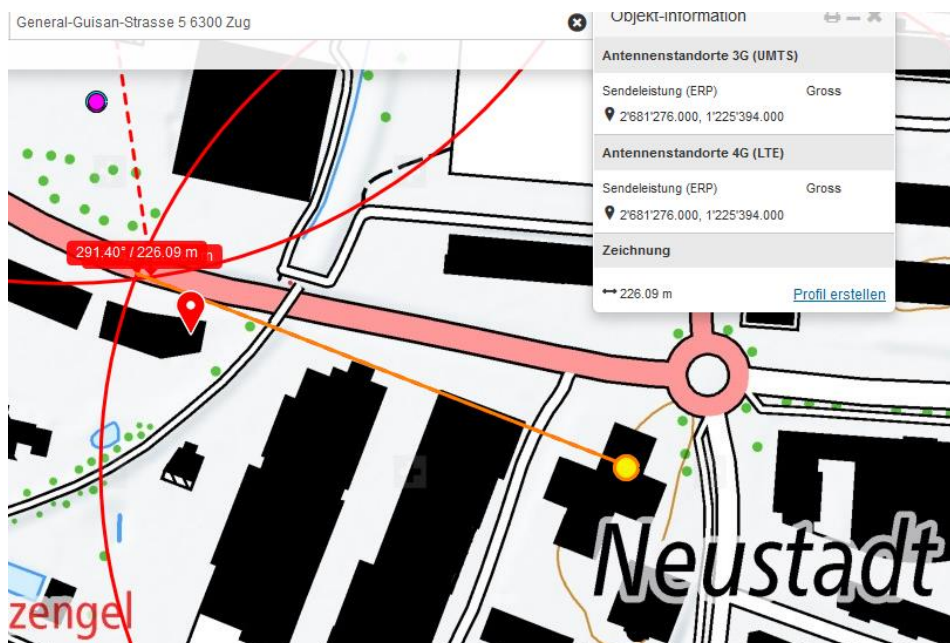 General-Guisan-Strasse 5 6300 Zug
Objekt-Information
Antennenstandorte 3G (UMTS)
Sendeleistung (ERP) Gross
2'681'276.000, 1'225'394.000
Antennenstandorte 4G (LTE)
Sendeleistung (ERP) Gross
2'681'276.000, 1'225'394.000
Zeichnung
226.09 m Profil erstellen
291.40° / 226.09 m
Neustadt
zengel